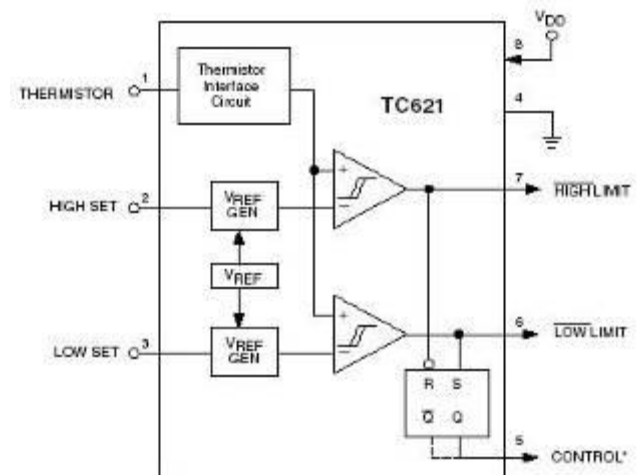 V_DD
8
1
THERMISTOR
Thermistor
Interface
Circuit
TC621
4
+
7
HIGH LIMIT
2
HIGH SET
VREF
GEN
−
VREF
+
6
LOW LIMIT
3
LOW SET
VREF
GEN
−
R S
Q Q
5
CONTROL*